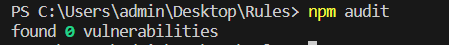 PS C:\Users\admin\Desktop\Rules> npm audit
found 0 vulnerabilities